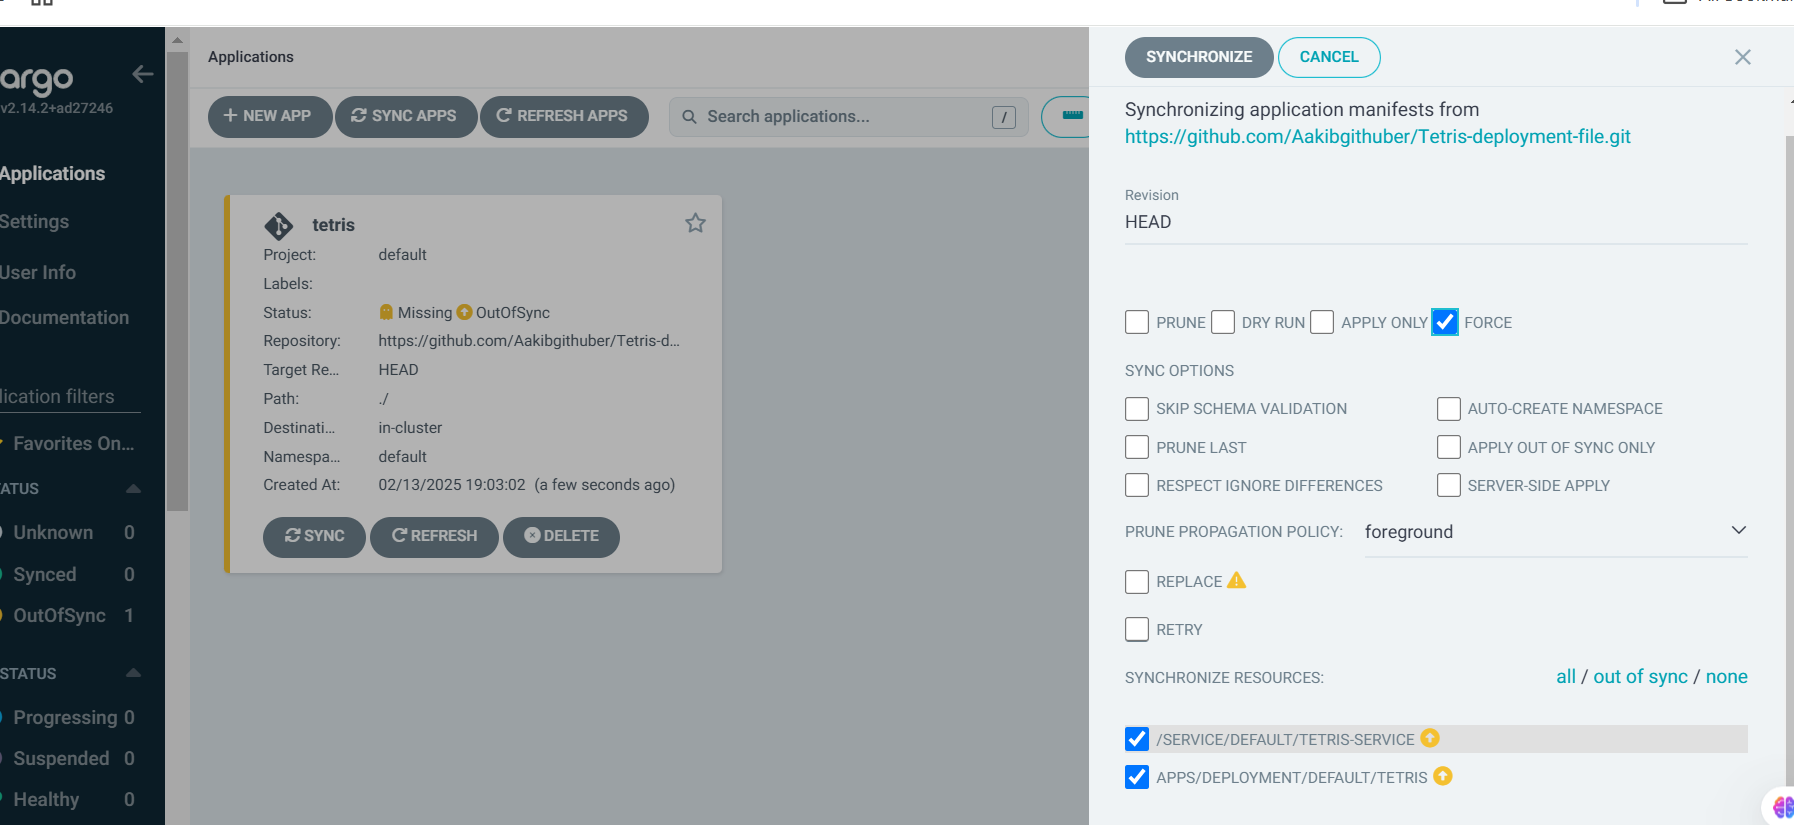 argo
v2.14.2+ad27246
Applications
Settings
User Info
Documentation
lication filters
Favorites On...
ATUS
Unknown 0
Synced 0
OutOfSync 1
STATUS
Progressing 0
Suspended 0
Healthy 0
Applications
+ NEW APP SYNC APPS REFRESH APPS Search applications... /
tetris
Project: default
Labels:
Status: Missing OutOfSync
Repository: https://github.com/Aakibgithuber/Tetris-d...
Target Re... HEAD
Path: ./
Destinati... in-cluster
Namespa... default
Created At: 02/13/2025 19:03:02 (a few seconds ago)
SYNC REFRESH DELETE
SYNCHRONIZE CANCEL
Synchronizing application manifests from
https://github.com/Aakibgithuber/Tetris-deployment-file.git
Revision
HEAD
PRUNE DRY RUN APPLY ONLY FORCE
SYNC OPTIONS
SKIP SCHEMA VALIDATION AUTO-CREATE NAMESPACE
PRUNE LAST APPLY OUT OF SYNC ONLY
RESPECT IGNORE DIFFERENCES SERVER-SIDE APPLY
PRUNE PROPAGATION POLICY: foreground
REPLACE
RETRY
SYNCHRONIZE RESOURCES: all / out of sync / none
/SERVICE/DEFAULT/TETRIS-SERVICE
APPS/DEPLOYMENT/DEFAULT/TETRIS